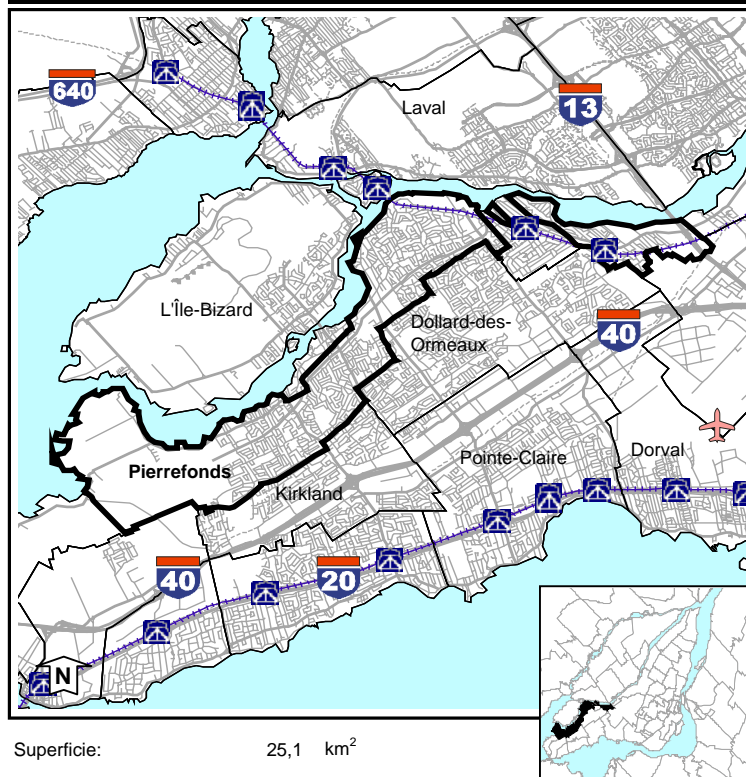 640
Laval
13
L'Île-Bizard
Dollard-des-
Ormeaux
40
Pierrefonds
Kirkland
Pointe-Claire
Dorval
40
20
N
Superficie: 25,1 km²